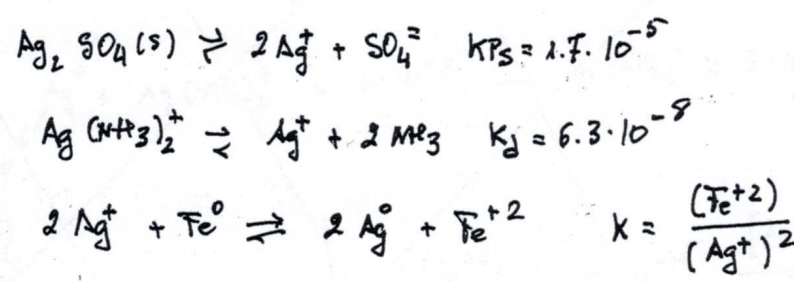 Ag₂ SO₄ (s) ⇌ 2 Ag⁺ + SO₄⁼ KPs = 1.7. 10⁻⁵
Ag (NH₃)₂⁺ ⇌ Ag⁺ + 2 NH₃ Kd = 6.3 · 10⁻⁸
2 Ag⁺ + Fe⁰ ⇌ 2 Ag⁰ + Fe⁺² K = (Fe⁺²) / (Ag⁺)²